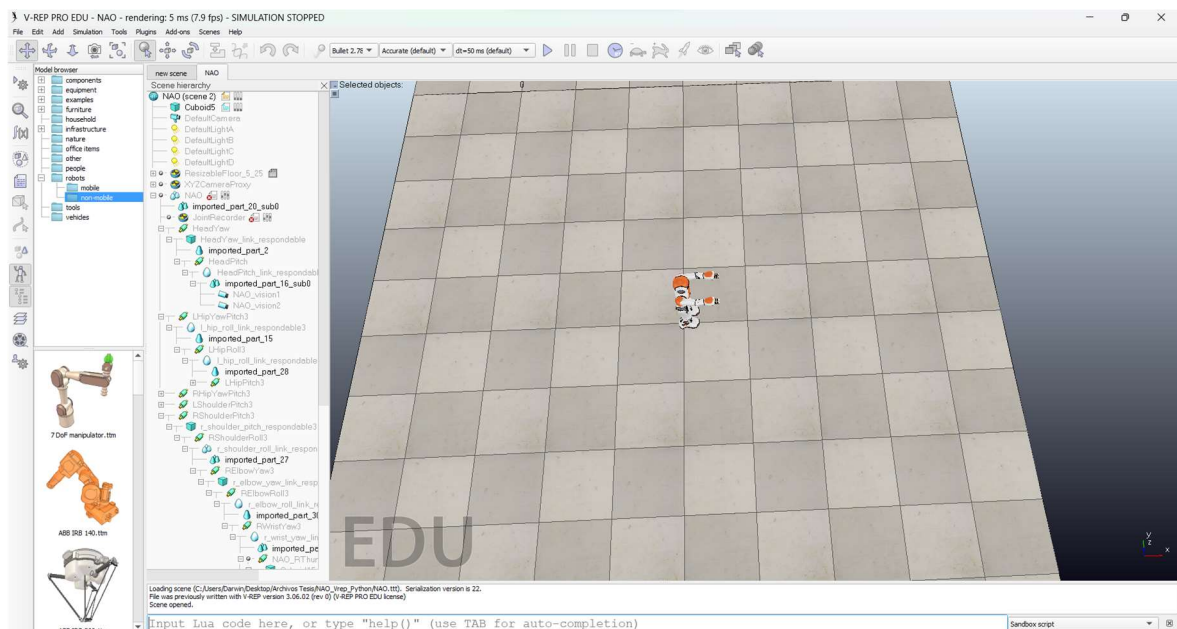 V-REP PRO EDU - NAO - rendering: 5 ms (7.9 fps) - SIMULATION STOPPED
File Edit Add Simulation Tools Plugins Add-ons Scenes Help
Bullet 2.78 Accurate (default) dt=50 ms (default)
Model browser
components
equipment
examples
furniture
household
infrastructure
nature
office items
other
people
robots
mobile
non-mobile
tools
vehicles
7 DoF manipulator.ttm
ABB IRB 140.ttm
new scene NAO
Scene hierarchy
NAO (scene 2)
Cuboid5
DefaultCamera
DefaultLightA
DefaultLightB
DefaultLightC
DefaultLightD
ResizableFloor_5_25
XYZCameraProxy
NAO
imported_part_20_sub0
JointRecorder
HeadYaw
HeadYaw_link_respondable
imported_part_2
HeadPitch
HeadPitch_link_respondabl
imported_part_16_sub0
NAO_vision1
NAO_vision2
LHipYawPitch3
l_hip_roll_link_respondable3
imported_part_15
LHipRoll3
l_hip_roll_link_respondable
imported_part_28
LHipPitch3
RHipYawPitch3
LShoulderPitch3
RShoulderPitch3
r_shoulder_pitch_respondable3
RShoulderRoll3
r_shoulder_roll_link_respon
imported_part_27
RElbowYaw3
r_elbow_yaw_link_resp
RElbowRoll3
r_elbow_roll_link_r
imported_part_3
RWristYaw3
r_wrist_yaw_lin
imported_pa
NAO_RThur
Selected objects: 0
EDU
y
z
x
Loading scene (C:/Users/Darwin/Desktop/Archivos Tesis/NAO_Vrep_Python/NAO.ttt). Serialization version is 22.
File was previously written with V-REP version 3.06.02 (rev 0) (V-REP PRO EDU license)
Scene opened.
Input Lua code here, or type "help()" (use TAB for auto-completion)
Sandbox script